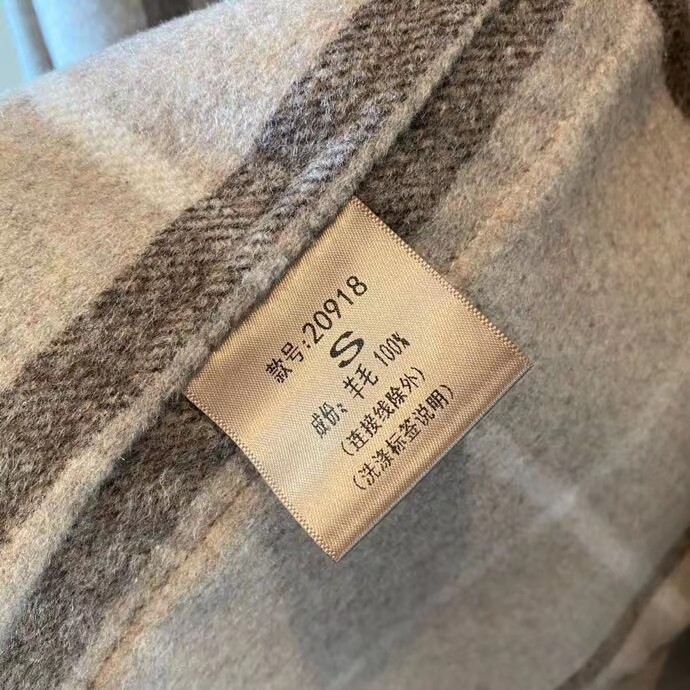 款号:20918
S
成份:羊毛 100%
(连接线除外)
(洗涤标签说明)